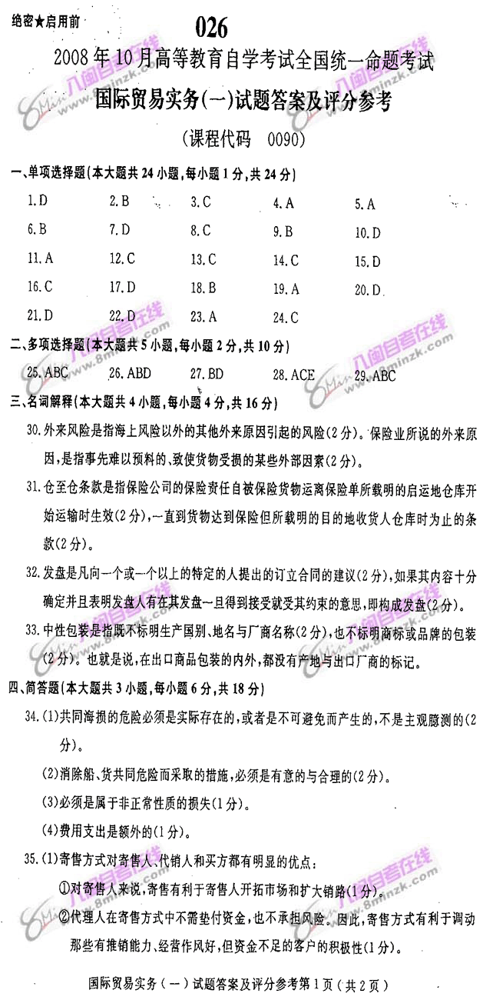 绝密★启用前
026
2008年10月高等教育自学考试全国统一命题考试
国际贸易实务(一)试题答案及评分参考
(课程代码 0090)
一、单项选择题(本大题共24小题,每小题1分,共24分)
1.D 2.B 3.C 4.A 5.A
6.B 7.D 8.C 9.B 10.D
11.A 12.C 13.C 14.C 15.D
16.C 17.D 18.B 19.A 20.D
21.D 22.D 23.A 24.C
二、多项选择题(本大题共5小题,每小题2分,共10分)
25.ABC 26.ABD 27.BD 28.ACE 29.ABC
三、名词解释(本大题共4小题,每小题4分,共16分)
30.外来风险是指海上风险以外的其他外来原因引起的风险(2分)。保险业所说的外来原
因,是指事先难以预料的、致使货物受损的某些外部因素(2分)。
31.仓至仓条款是指保险公司的保险责任自被保险货物运离保险单所载明的启运地仓库开
始运输时生效(2分),一直到货物达到保险但所载明的目的地收货人仓库时为止的条
款(2分)。
32.发盘是凡向一个或一个以上的特定的人提出的订立合同的建议(2分),如果其内容十分
确定并且表明发盘人有在其发盘一旦得到接受就受其约束的意思,即构成发盘(2分)。
33.中性包装是指既不标明生产国别、地名与厂商名称(2分),也不标明商标或品牌的包装
(2分)。也就是说,在出口商品包装的内外,都没有产地与出口厂商的标记。
四、简答题(本大题共3小题,每小题6分,共18分)
34.(1)共同海损的危险必须是实际存在的,或者是不可避免而产生的,不是主观臆测的(2
分)。
(2)消除船、货共同危险而采取的措施,必须是有意的与合理的(2分)。
(3)必须是属于非正常性质的损失(1分)。
(4)费用支出是额外的(1分)。
35.(1)寄售方式对寄售人、代销人和买方都有明显的优点:
①对寄售人来说,寄售有利于寄售人开拓市场和扩大销路(1分)。
②代理人在寄售方式中不需垫付资金,也不承担风险。因此,寄售方式有利于调动
那些有推销能力、经营作风好,但资金不足的客户的积极性(1分)。
国际贸易实务(一)试题答案及评分参考第1页(共2页)
八闽自考在线
www.8minzk.com